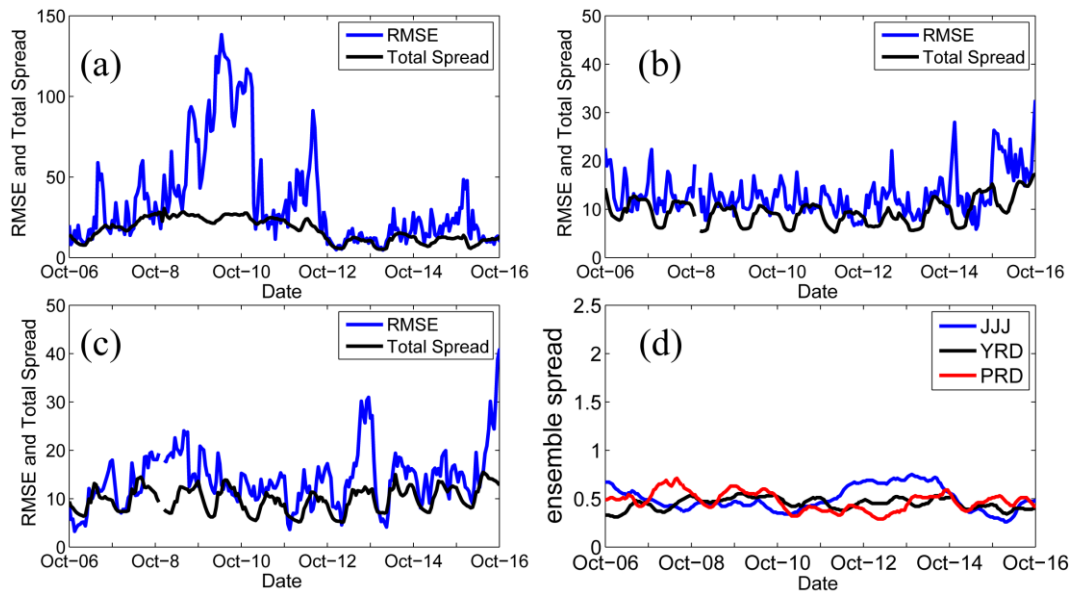 (a)
RMSE
Total Spread
RMSE and Total Spread
150
100
50
0
Oct−06 Oct−8 Oct−10 Oct−12 Oct−14 Oct−16
Date
(b)
RMSE
Total Spread
RMSE and Total Spread
50
40
30
20
10
0
Oct−06 Oct−8 Oct−10 Oct−12 Oct−14 Oct−16
Date
(c)
RMSE
Total Spread
RMSE and Total Spread
50
40
30
20
10
0
Oct−06 Oct−8 Oct−10 Oct−12 Oct−14 Oct−16
Date
(d)
JJJ
YRD
PRD
ensemble spread
2.5
2
1.5
1
0.5
0
Oct−06 Oct−8 Oct−10 Oct−12 Oct−14 Oct−16
Date